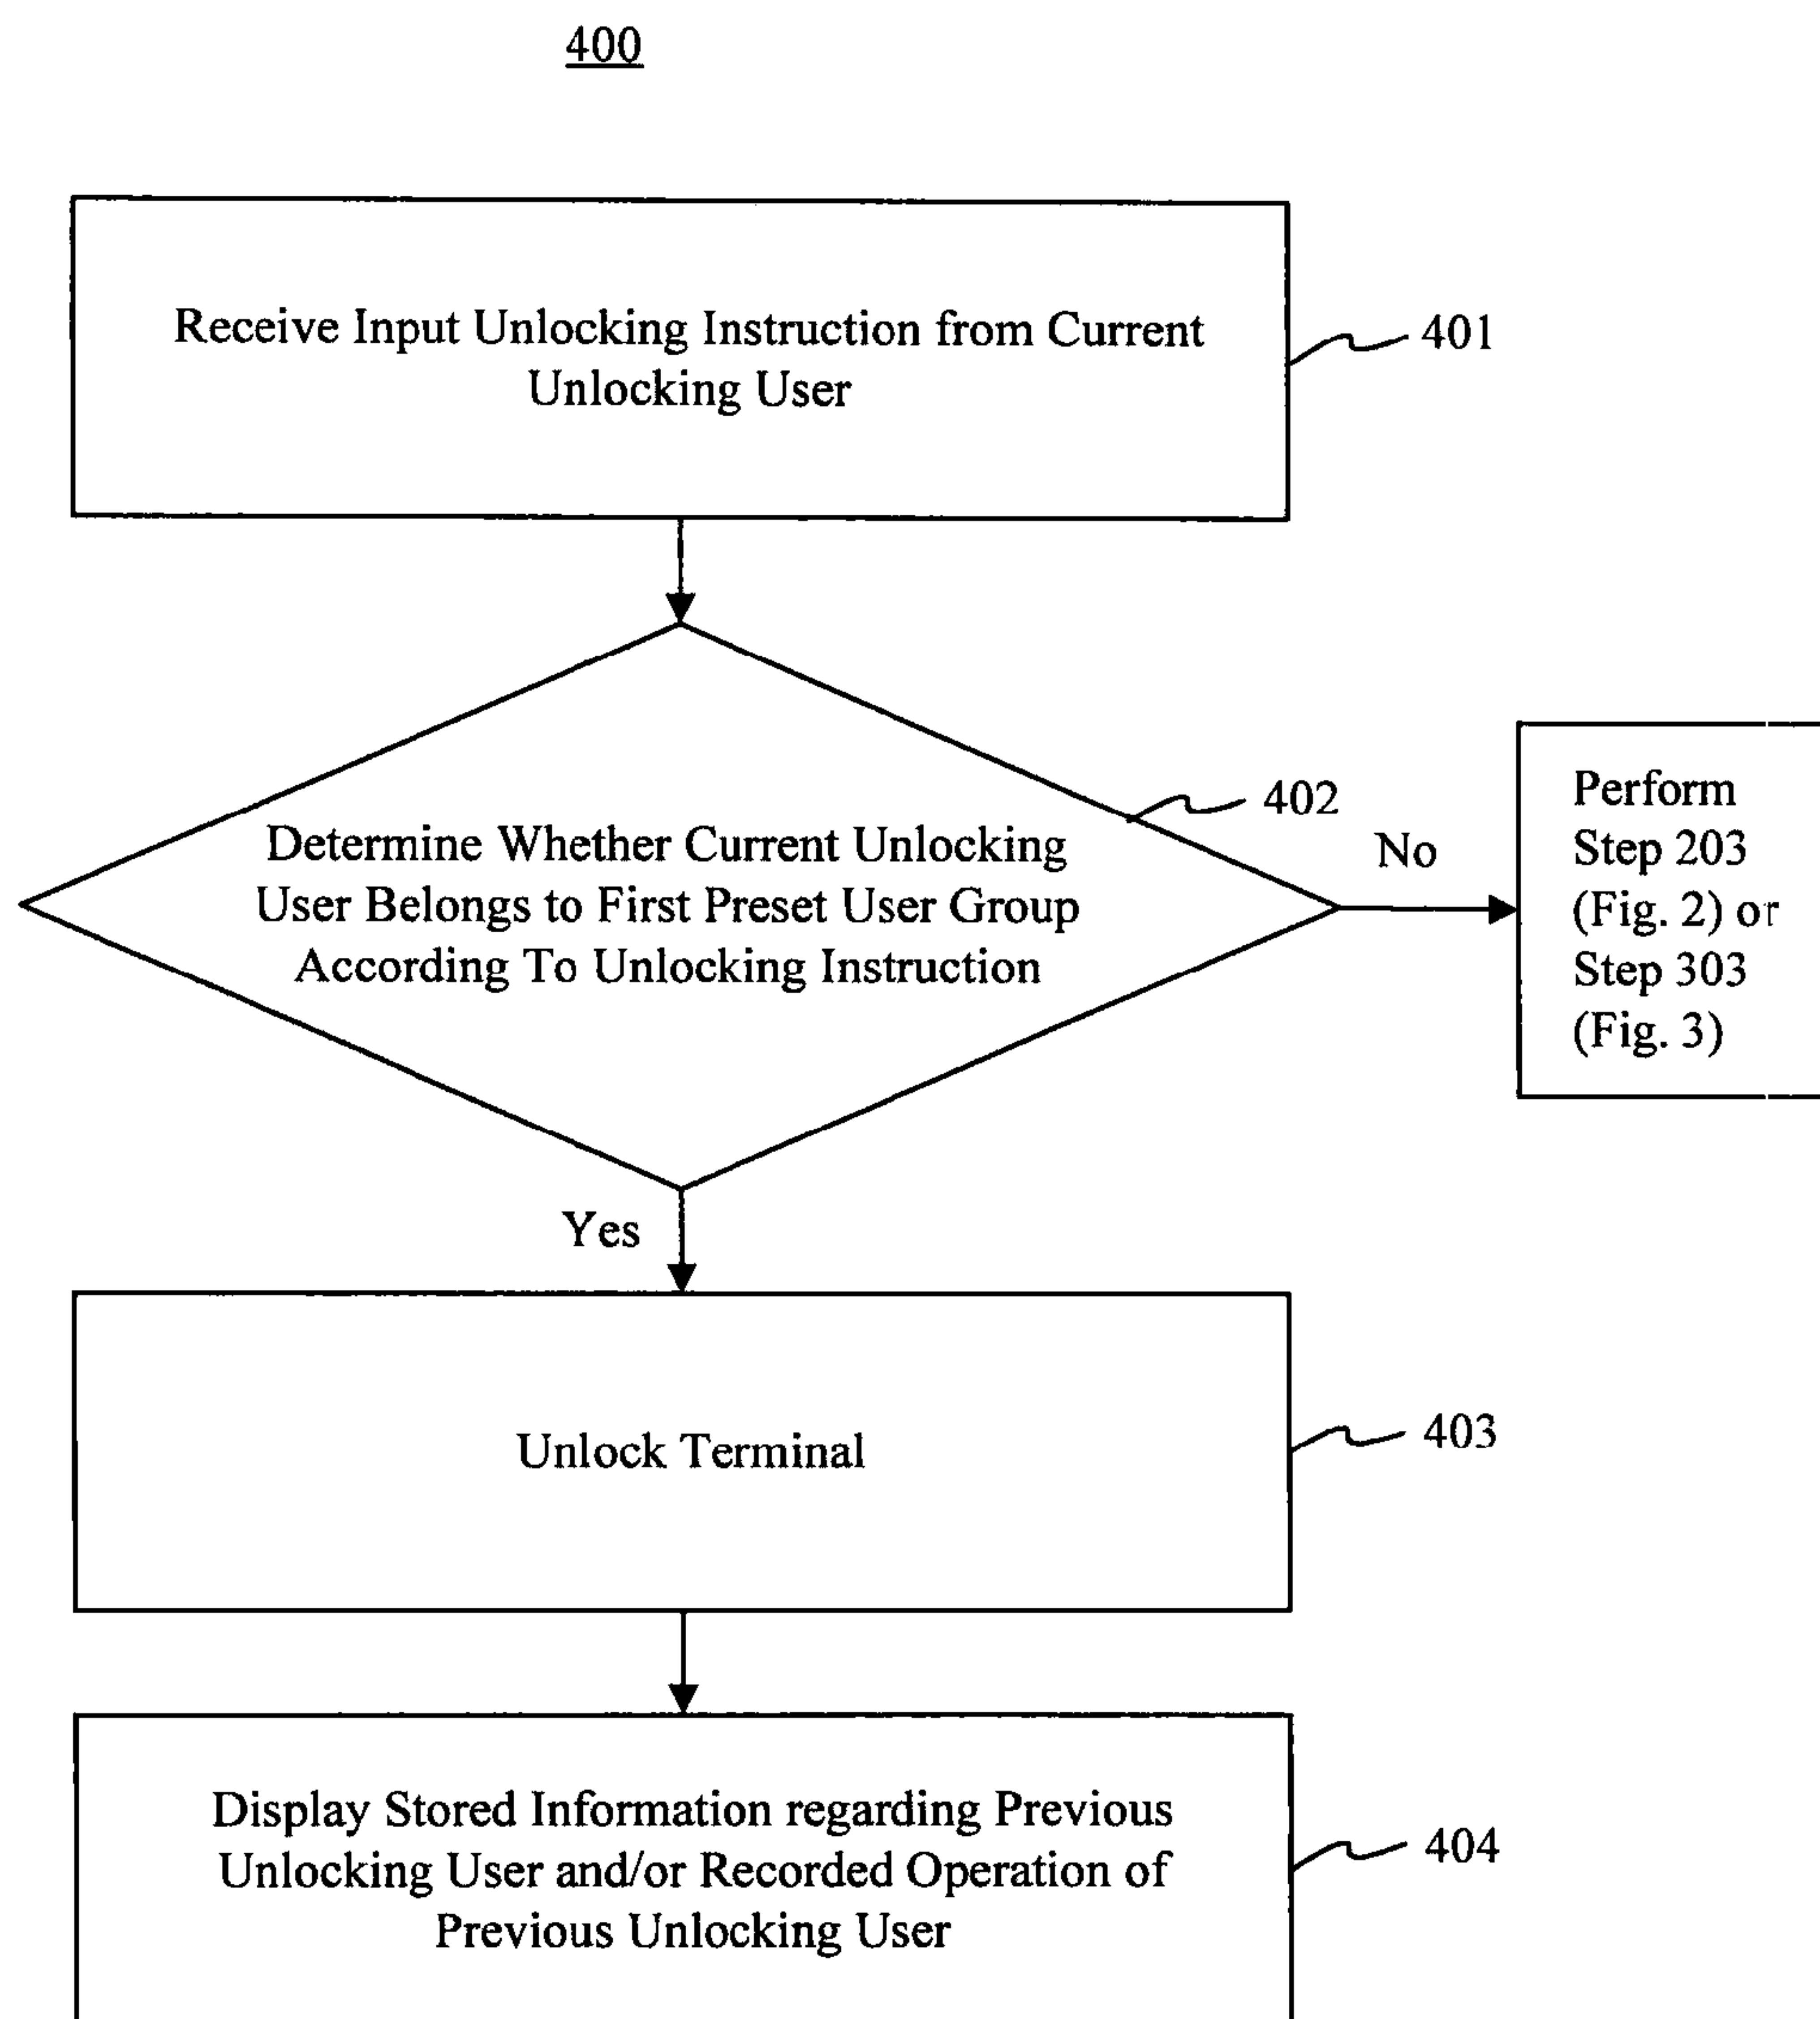 400
Receive Input Unlocking Instruction from Current
Unlocking User
401
402
Determine Whether Current Unlocking
User Belongs to First Preset User Group
According To Unlocking Instruction
No
Perform
Step 203
(Fig. 2) or
Step 303
(Fig. 3)
Yes
Unlock Terminal
403
Display Stored Information regarding Previous
Unlocking User and/or Recorded Operation of
Previous Unlocking User
404